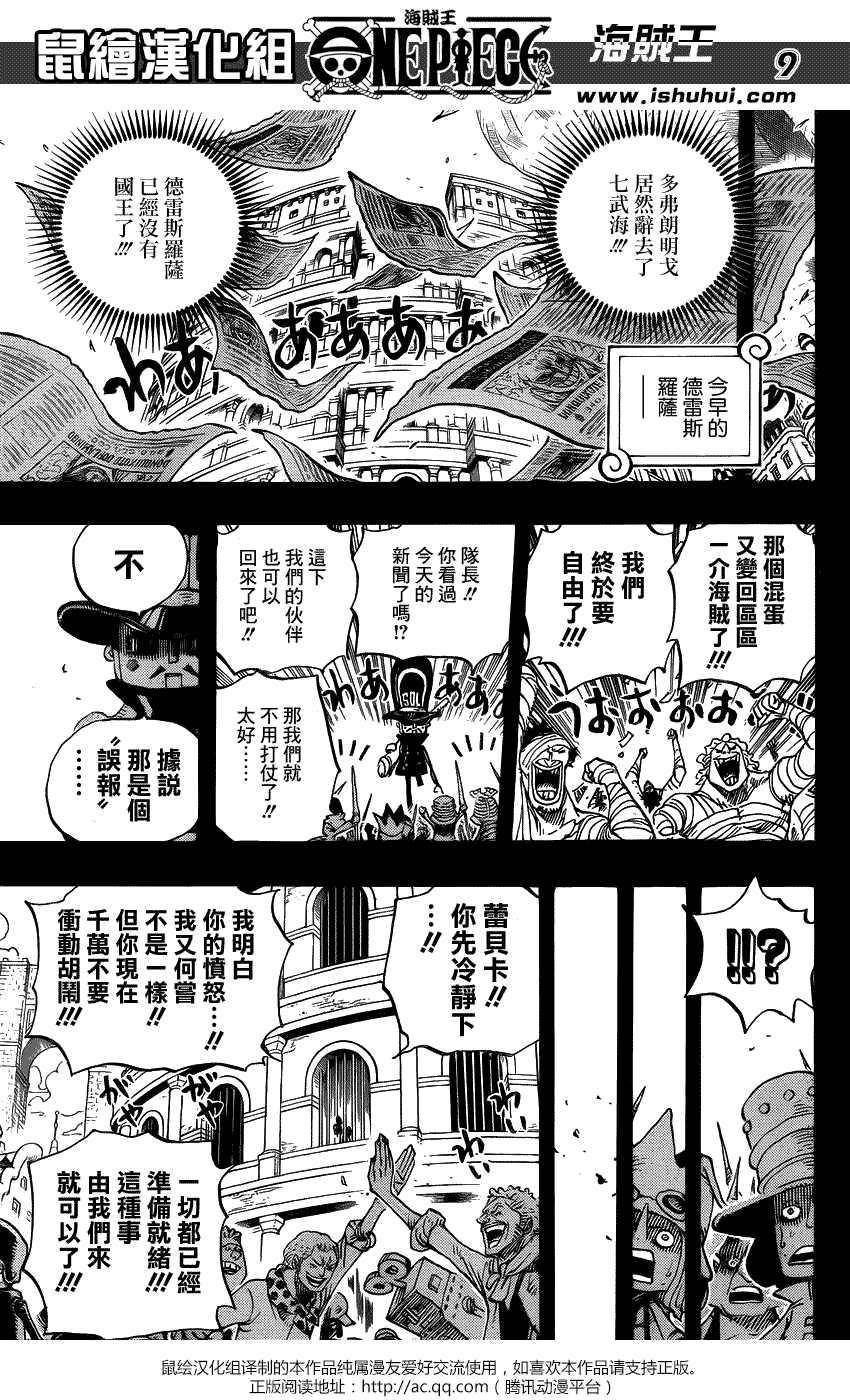 鼠繪漢化組
海賊王
ONE PIECE
海賊王
9
www.ishuhui.com
多弗朗明戈
居然辭去了
七武海!!!
德雷斯羅薩
已經沒有
國王了!!!
今早的
德雷斯
羅薩
——
わあ
あああ
那個混蛋
又變回區區
一介海賊了!!!
我們
終於要
自由了!!!
うおおおお
隊長!!
你看過
今天的
新聞了嗎!?
這下
我們的伙伴
也可以
回來了吧!!
SOL
わあ
わああ
那我們就
不用打仗了!!
太好……
不
據說
那是個
“誤報”
……
!!?
蕾貝卡!!
你先冷靜下
…!!
我明白
你的憤怒…!!
我又何嘗
不是一樣!!
但你現在
千萬不要
衝動胡鬧!!!
わい
わい
がや
がや
一切都已經
準備就緒!!!
這種事
由我們來
就可以了!!!
鼠绘汉化组译制的本作品纯属漫友爱好交流使用，如喜欢本作品请支持正版。
正版阅读地址：http://ac.qq.com（腾讯动漫平台）